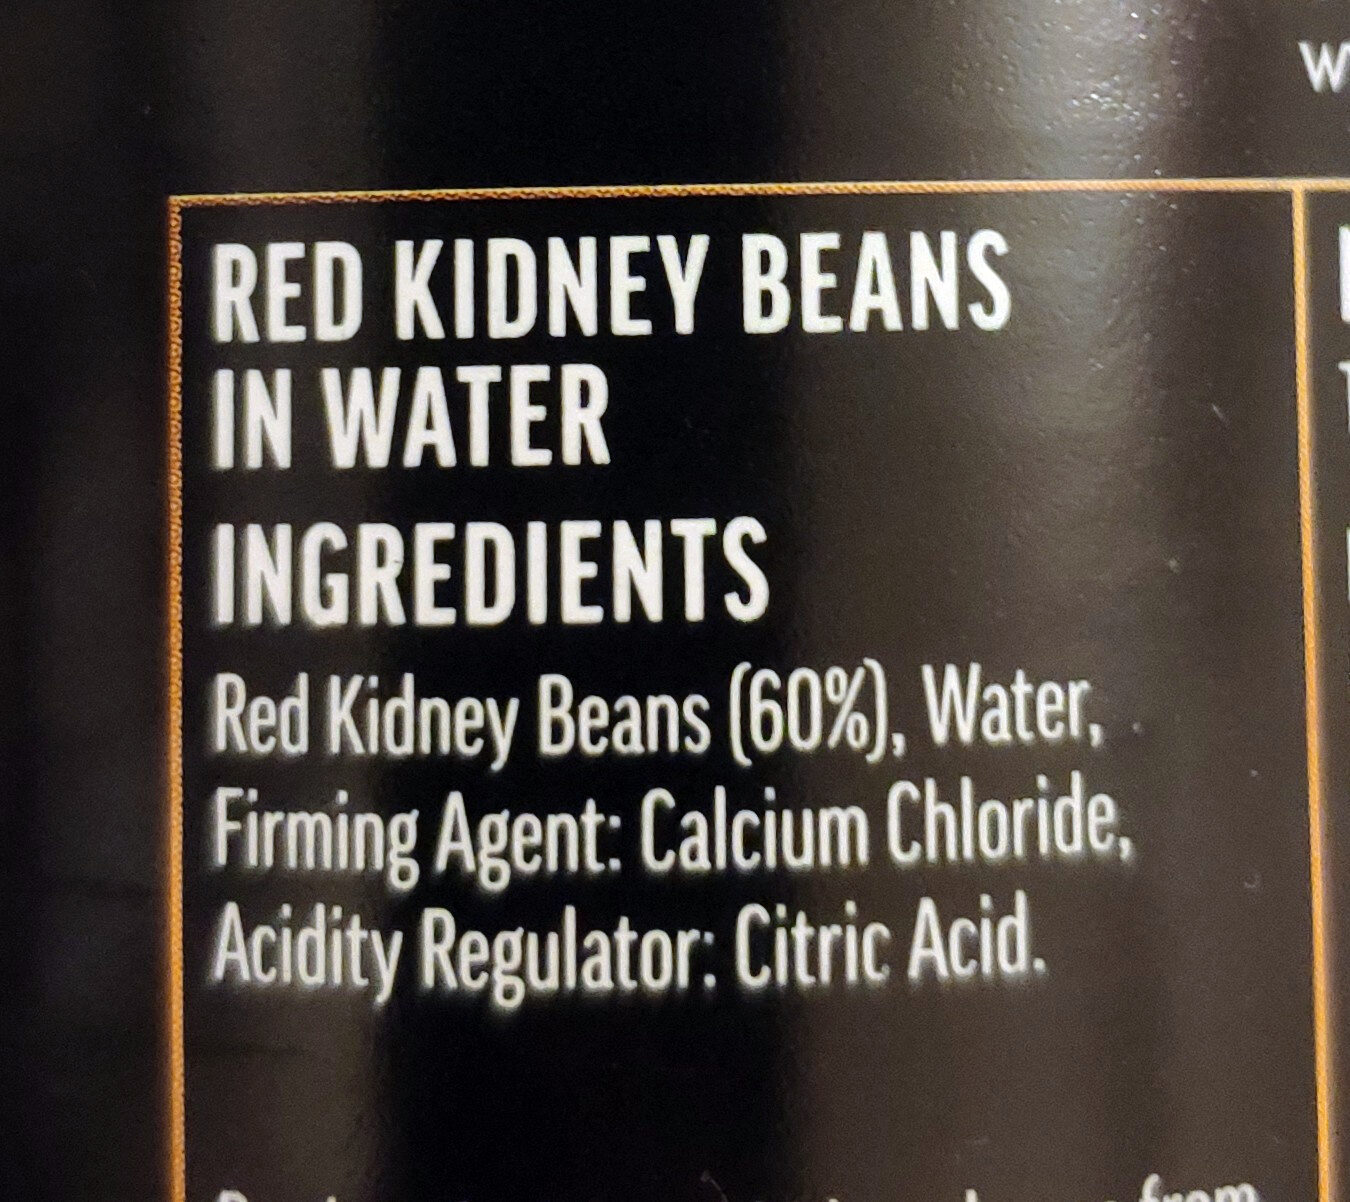 RED KIDNEY BEANS
IN WATER
INGREDIENTS
Red Kidney Beans (60%), Water,
Firming Agent: Calcium Chloride,
Acidity Regulator: Citric Acid.
from